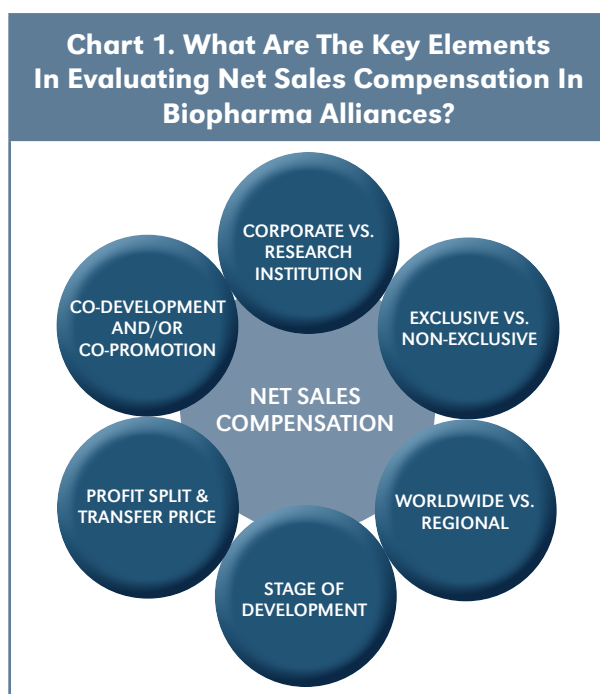 Chart 1. What Are The Key Elements
In Evaluating Net Sales Compensation In
Biopharma Alliances?
CORPORATE VS.
RESEARCH
INSTITUTION
EXCLUSIVE VS.
NON-EXCLUSIVE
WORLDWIDE VS.
REGIONAL
STAGE OF
DEVELOPMENT
PROFIT SPLIT &
TRANSFER PRICE
CO-DEVELOPMENT
AND/OR
CO-PROMOTION
NET SALES
COMPENSATION